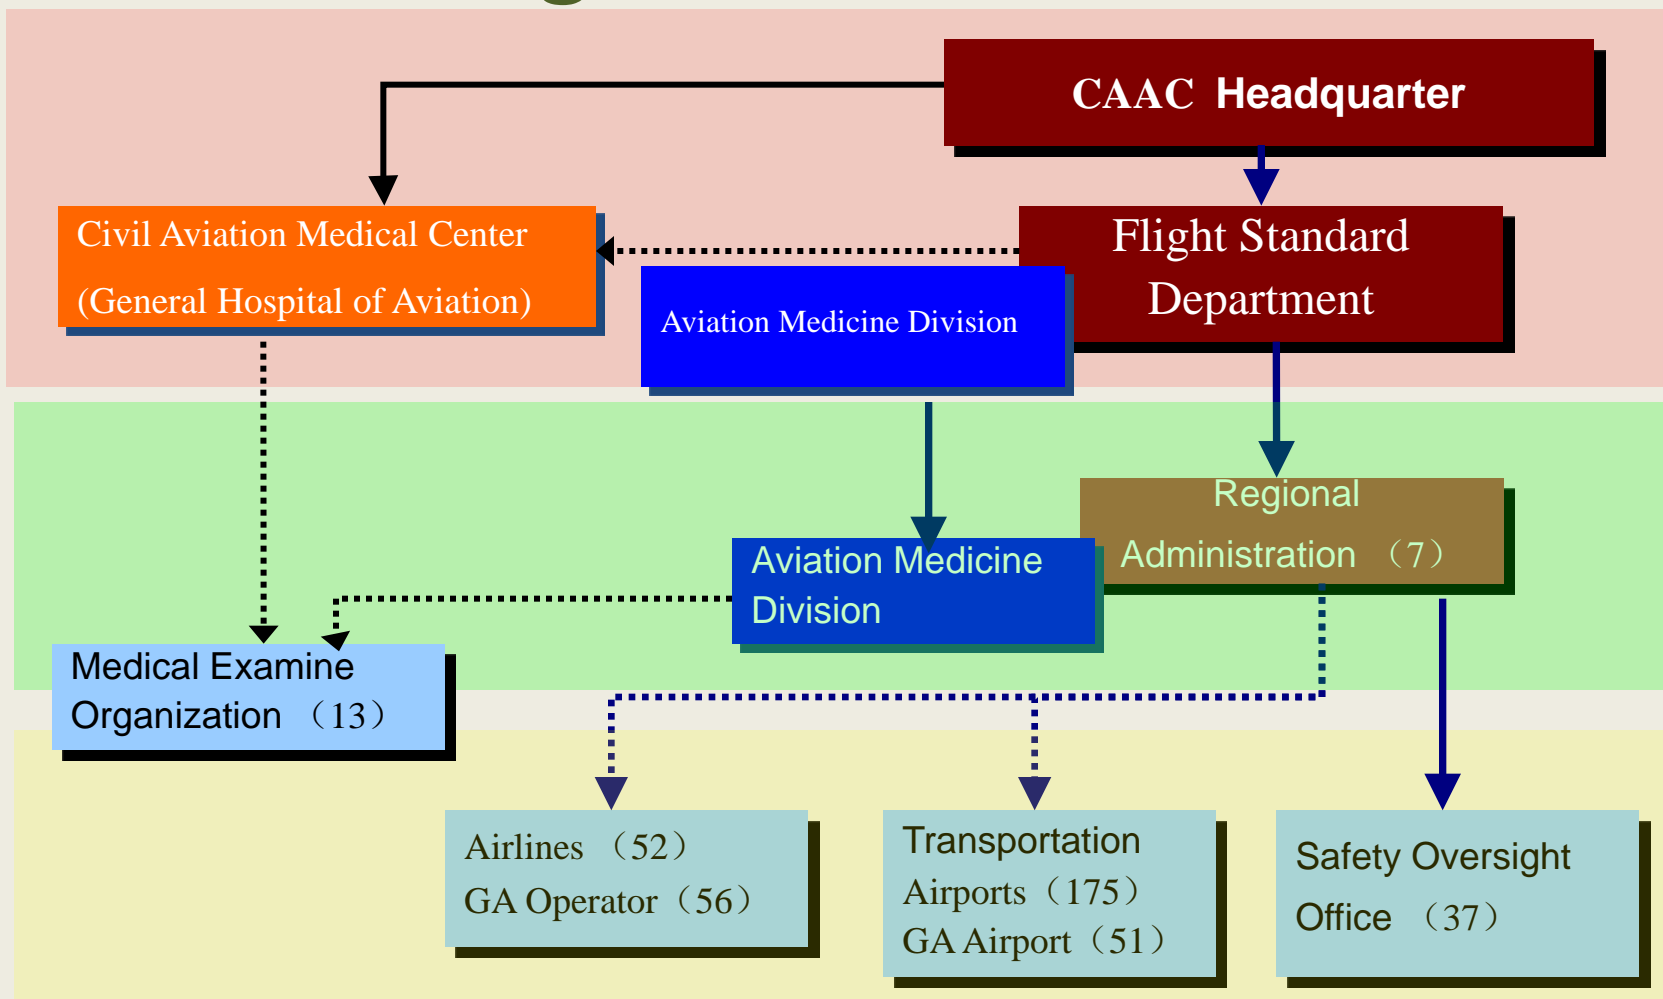 CAAC Headquarter
Civil Aviation Medical Center
(General Hospital of Aviation)
Flight Standard
Department
Aviation Medicine Division
Regional
Administration （7）
Aviation Medicine
Division
Medical Examine
Organization （13）
Airlines （52）
GA Operator（56）
Transportation
Airports（175）
GA Airport（51）
Safety Oversight
Office （37）